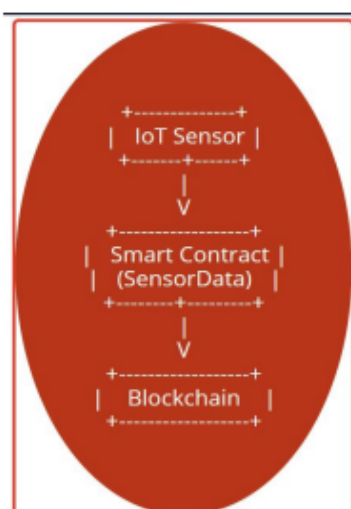 +--------------+
| IoT Sensor |
+-------+------+
|
V
+------------------+
| Smart Contract |
| (SensorData) |
+--------+---------+
|
V
+------------------+
| Blockchain |
+------------------+